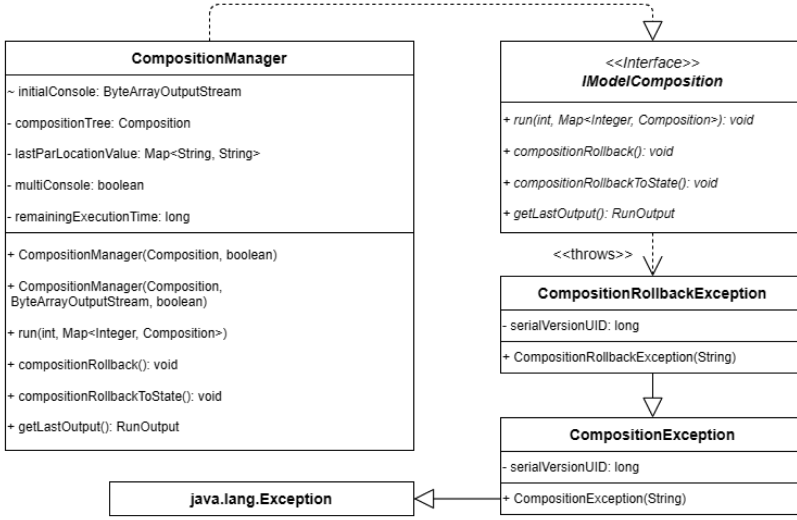 CompositionManager
~ initialConsole: ByteArrayOutputStream
- compositionTree: Composition
- lastParLocationValue: Map<String, String>
- multiConsole: boolean
- remainingExecutionTime: long
+ CompositionManager(Composition, boolean)
+ CompositionManager(Composition,
ByteArrayOutputStream, boolean)
+ run(int, Map<Integer, Composition>)
+ compositionRollback(): void
+ compositionRollbackToState(): void
+ getLastOutput(): RunOutput
<<Interface>>
IModelComposition
+ run(int, Map<Integer, Composition>): void
+ compositionRollback(): void
+ compositionRollbackToState(): void
+ getLastOutput(): RunOutput
<<throws>>
CompositionRollbackException
- serialVersionUID: long
+ CompositionRollbackException(String)
CompositionException
- serialVersionUID: long
+ CompositionException(String)
java.lang.Exception